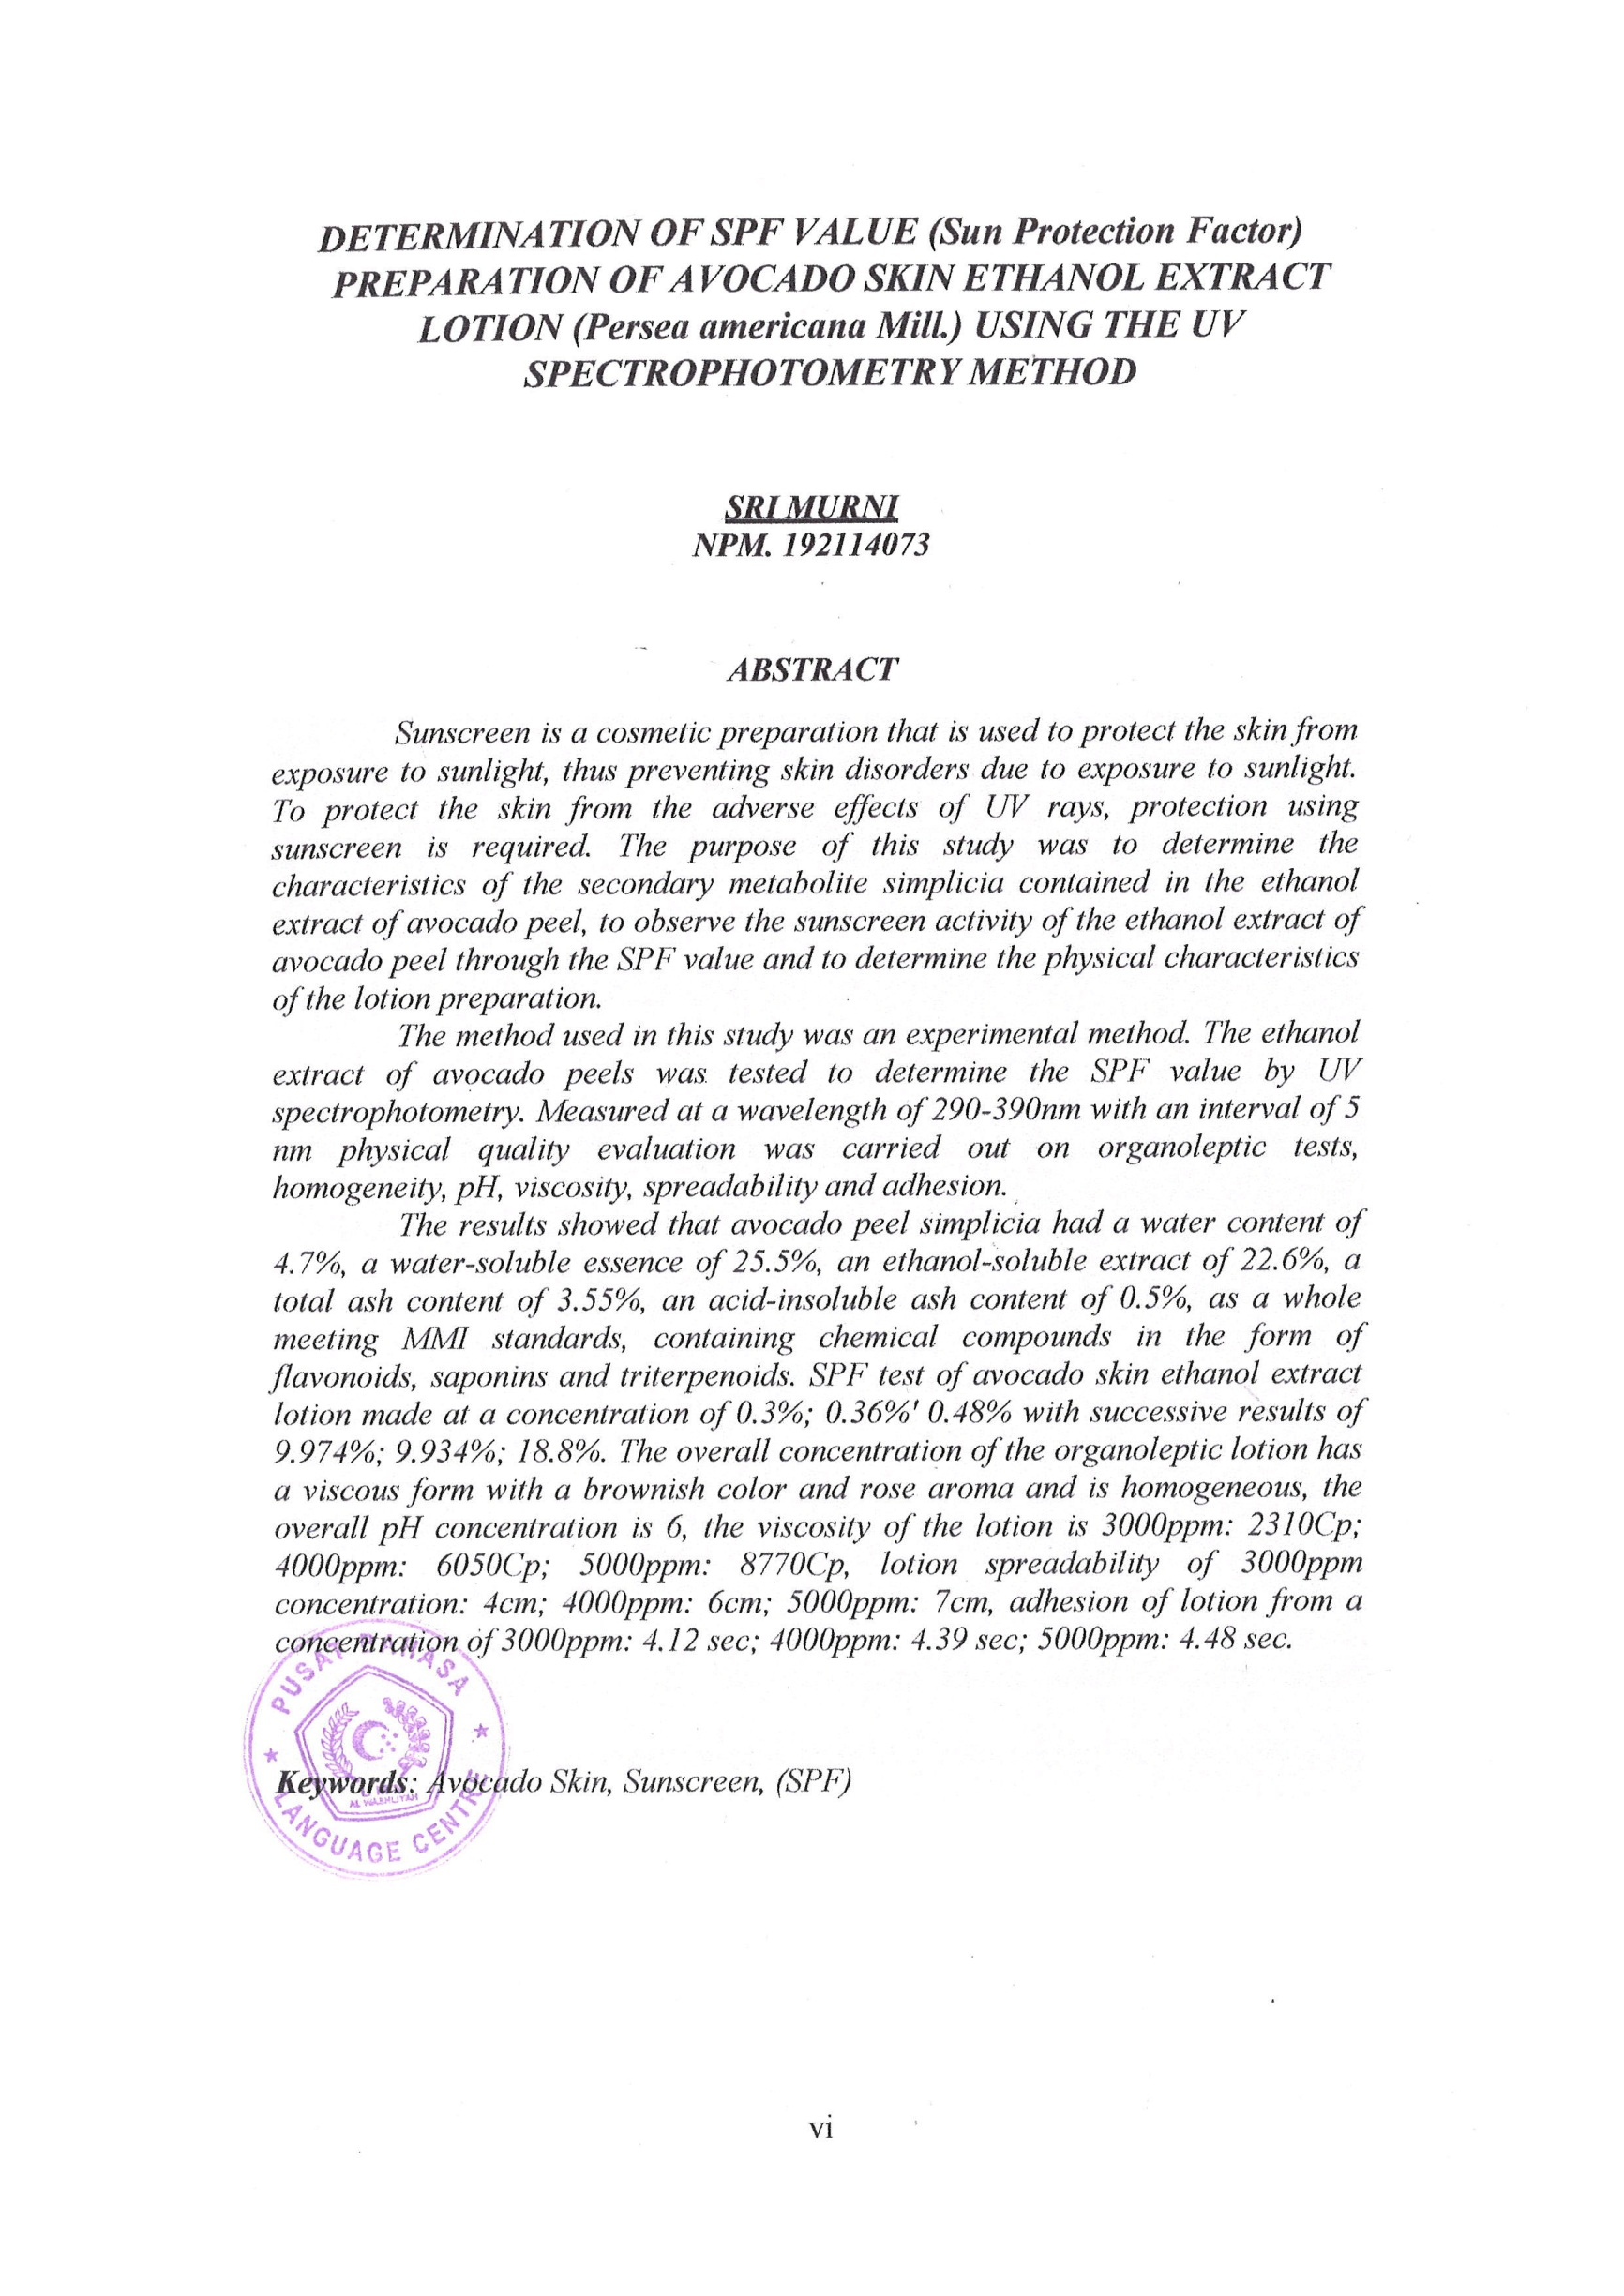 DETERMINATION OF SPF VALUE (Sun Protection Factor)
PREPARATION OF AVOCADO SKIN ETHANOL EXTRACT
LOTION (Persea americana Mill.) USING THE UV
SPECTROPHOTOMETRY METHOD
SRI MURNI
NPM. 192114073
ABSTRACT
Sunscreen is a cosmetic preparation that is used to protect the skin from
exposure to sunlight, thus preventing skin disorders due to exposure to sunlight.
To protect the skin from the adverse effects of UV rays, protection using
sunscreen is required. The purpose of this study was to determine the
characteristics of the secondary metabolite simplicia contained in the ethanol
extract of avocado peel, to observe the sunscreen activity of the ethanol extract of
avocado peel through the SPF value and to determine the physical characteristics
of the lotion preparation.
The method used in this study was an experimental method. The ethanol
extract of avocado peels was tested to determine the SPF value by UV
spectrophotometry. Measured at a wavelength of 290-390nm with an interval of 5
nm physical quality evaluation was carried out on organoleptic tests,
homogeneity, pH, viscosity, spreadability and adhesion.
The results showed that avocado peel simplicia had a water content of
4.7%, a water-soluble essence of 25.5%, an ethanol-soluble extract of 22.6%, a
total ash content of 3.55%, an acid-insoluble ash content of 0.5%, as a whole
meeting MMI standards, containing chemical compounds in the form of
flavonoids, saponins and triterpenoids. SPF test of avocado skin ethanol extract
lotion made at a concentration of 0.3%; 0.36%' 0.48% with successive results of
9.974%; 9.934%; 18.8%. The overall concentration of the organoleptic lotion has
a viscous form with a brownish color and rose aroma and is homogeneous, the
overall pH concentration is 6, the viscosity of the lotion is 3000ppm: 2310Cp;
4000ppm: 6050Cp; 5000ppm: 8770Cp, lotion spreadability of 3000ppm
concentration: 4cm; 4000ppm: 6cm; 5000ppm: 7cm, adhesion of lotion from a
concentration of 3000ppm: 4.12 sec; 4000ppm: 4.39 sec; 5000ppm: 4.48 sec.
PUSAT BAHASA
AL WASHLIYAH
LANGUAGE CENTRE
Keywords: Avocado Skin, Sunscreen, (SPF)
vi